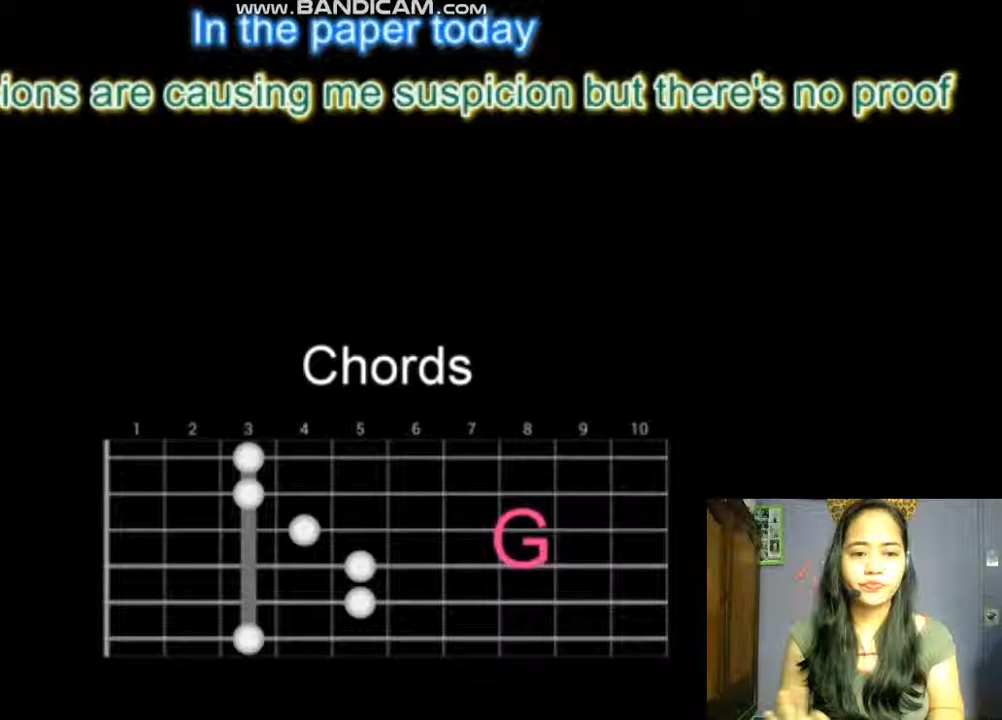 www.BANDICAM.com
In the paper today
ions are causing me suspicion but there's no proof
Chords
1 2 3 4 5 6 7 8 9 10
G